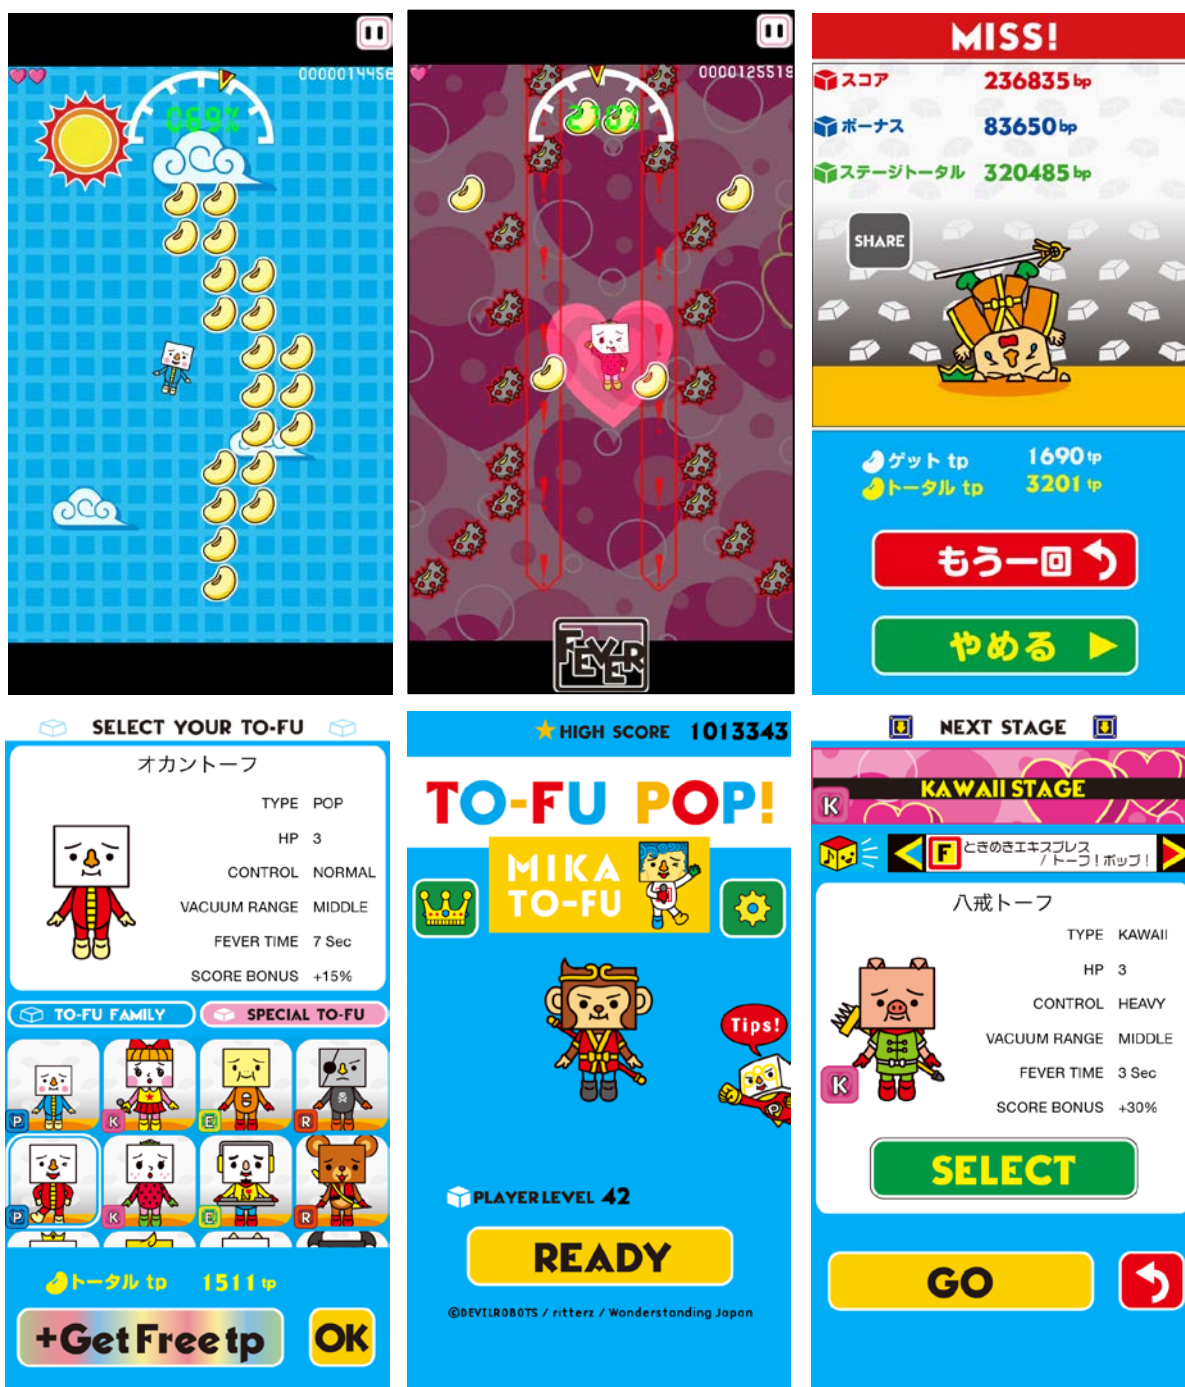 0000014456
069%
0000125519
218%
FEVER
MISS!
スコア 236835 bp
ボーナス 83650 bp
ステージトータル 320485 bp
SHARE
ゲット tp 1690 tp
トータル tp 3201 tp
もう一回
やめる
SELECT YOUR TO-FU
オカントーフ
TYPE POP
HP 3
CONTROL NORMAL
VACUUM RANGE MIDDLE
FEVER TIME 7 Sec
SCORE BONUS +15%
TO-FU FAMILY
SPECIAL TO-FU
P K E R
P K E R
トータル tp 1511 tp
+Get Free tp
OK
HIGH SCORE 1013343
TO-FU POP!
MIKA
TO-FU
Tips!
P
PLAYER LEVEL 42
READY
©DEVILROBOTS / ritterz / Wonderstanding Japan
NEXT STAGE
KAWAII STAGE
K
F
ときめきエキスプレス
/ トーフ！ポップ！
八戒トーフ
TYPE KAWAII
HP 3
CONTROL HEAVY
VACUUM RANGE MIDDLE
FEVER TIME 3 Sec
SCORE BONUS +30%
K
SELECT
GO